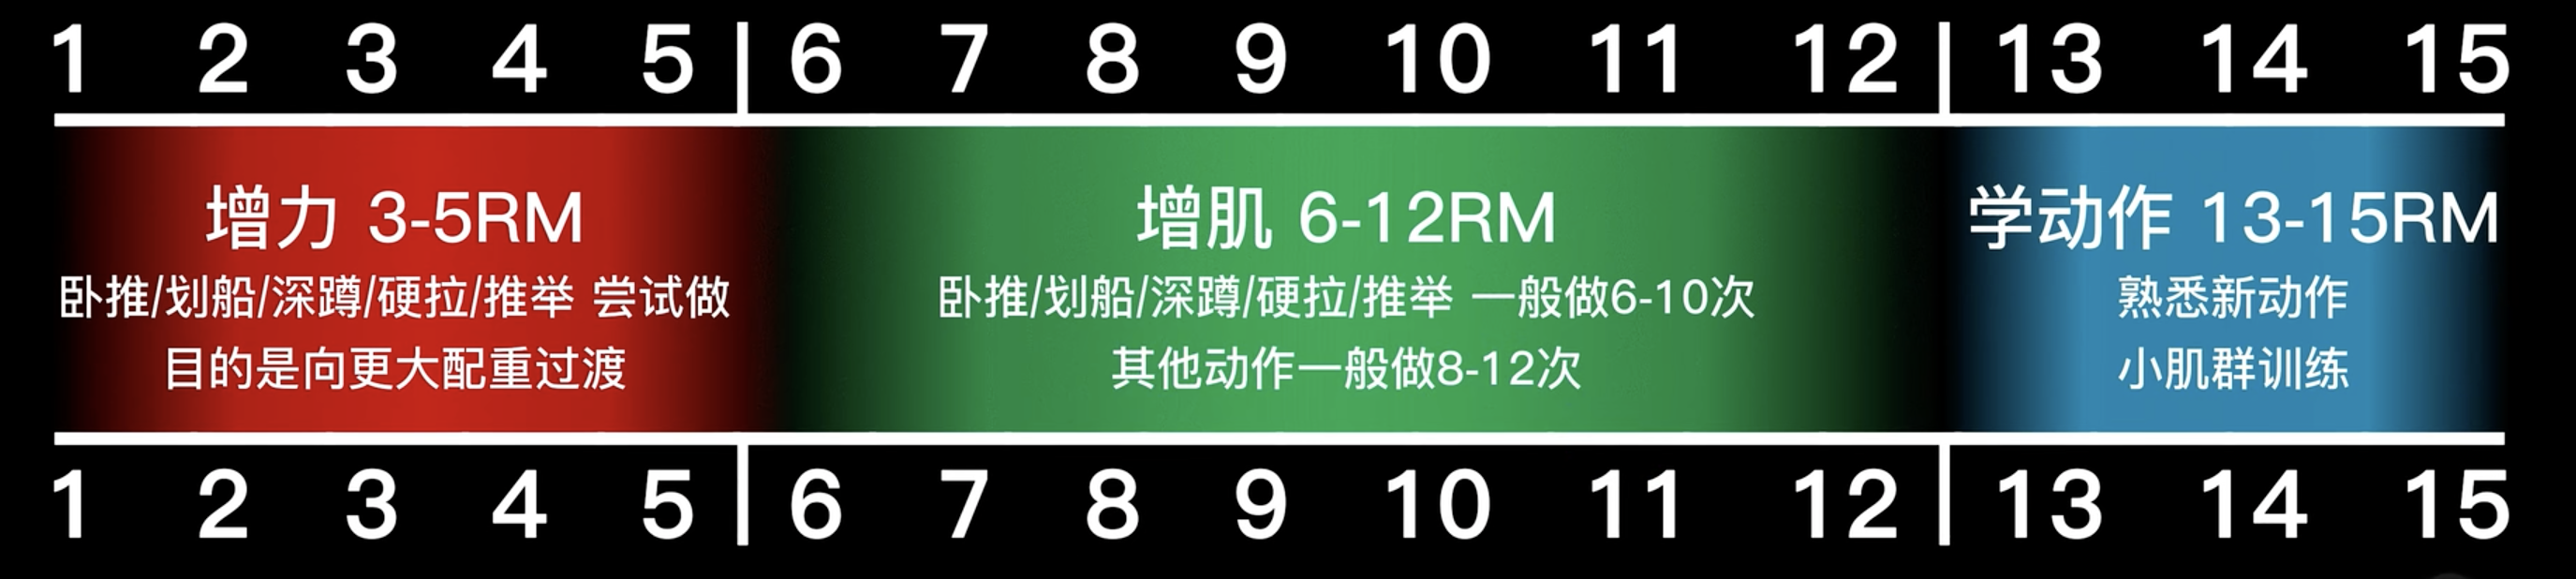 1 2 3 4 5 6 7 8 9 10 11 12 13 14 15
增力 3-5RM 增肌 6-12RM 学动作 13-15RM
卧推/划船/深蹲/硬拉/推举 尝试做 卧推/划船/深蹲/硬拉/推举 一般做6-10次 熟悉新动作
目的是向更大配重过渡 其他动作一般做8-12次 小肌群训练
1 2 3 4 5 6 7 8 9 10 11 12 13 14 15